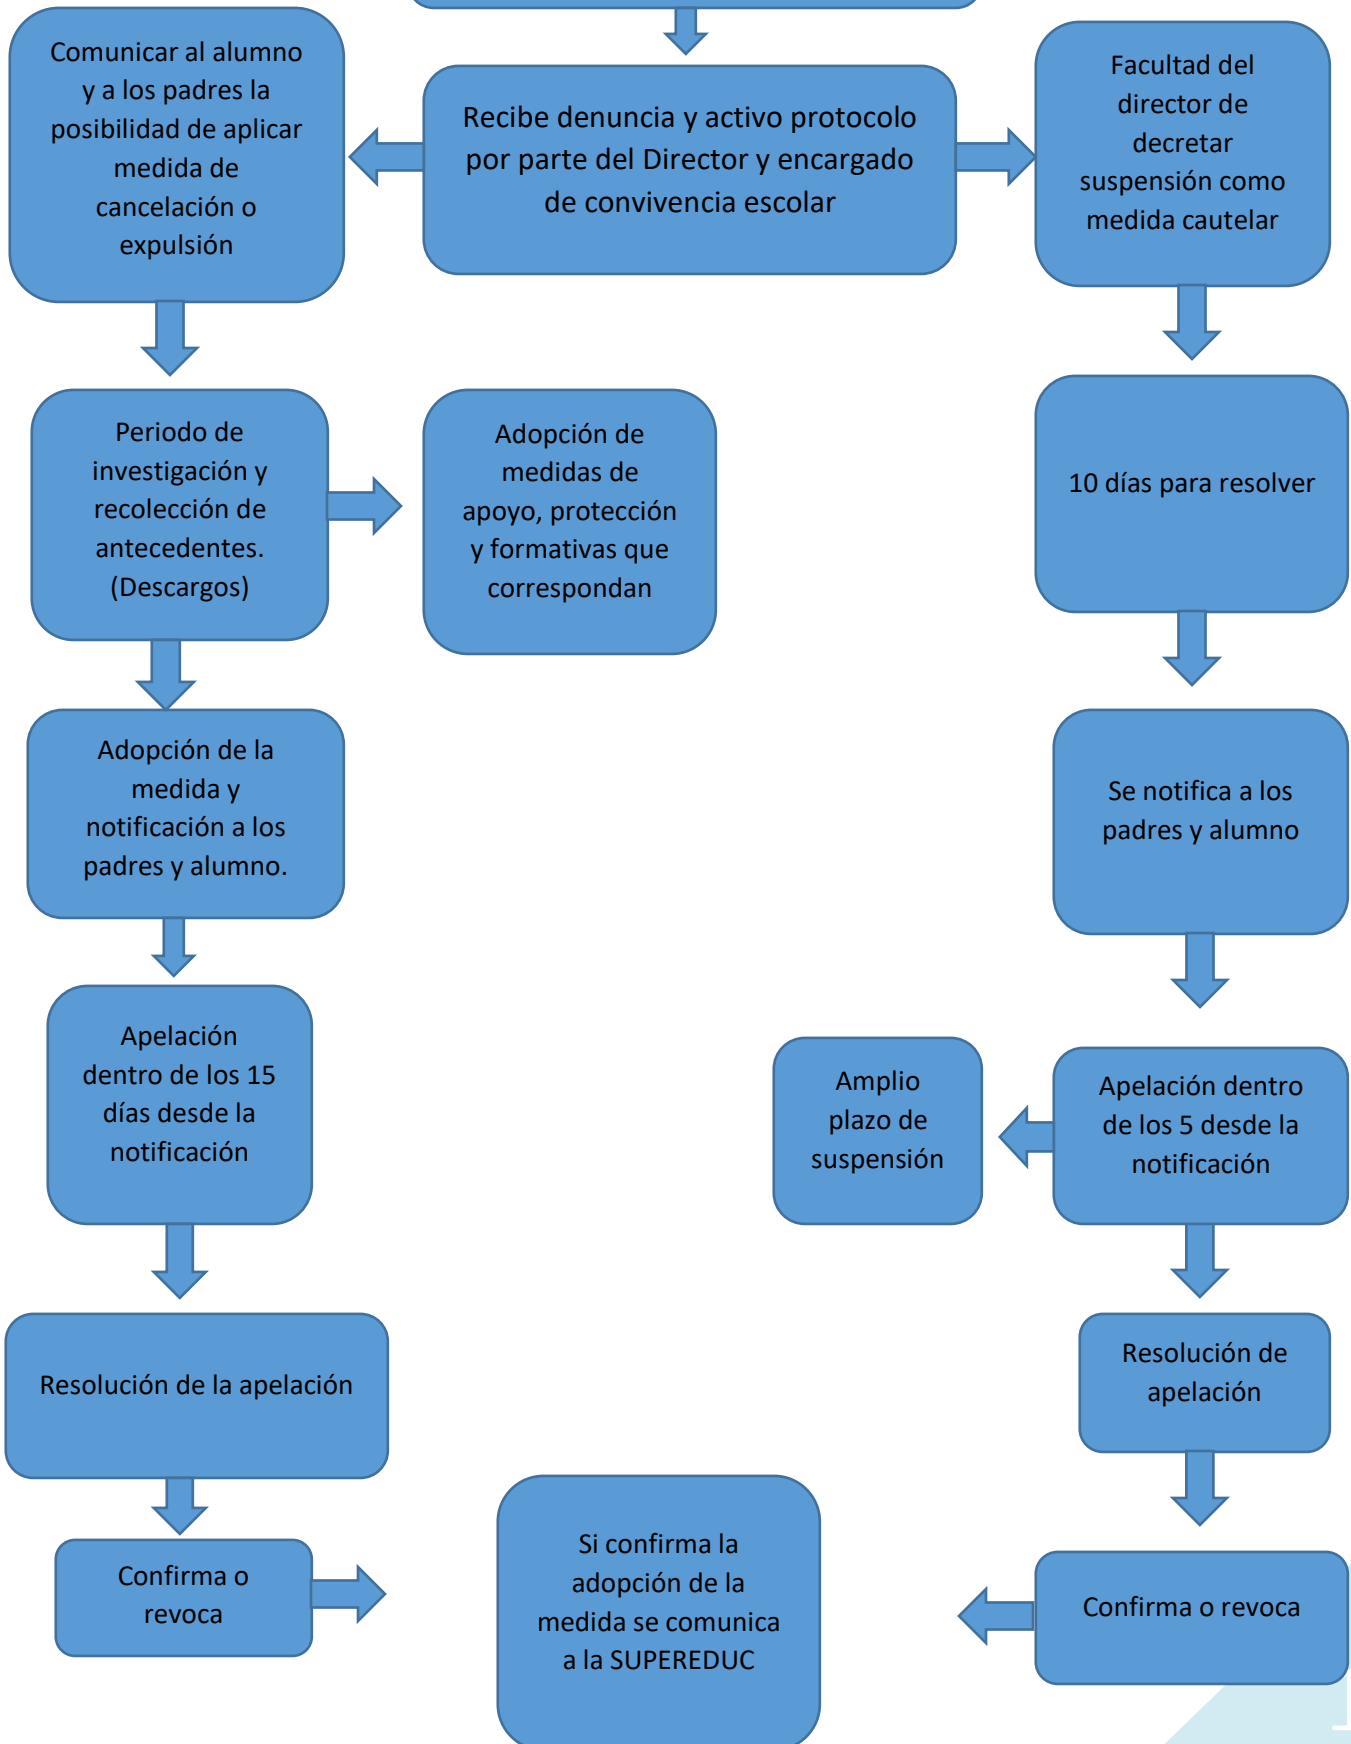 Comunicar al alumno
y a los padres la
posibilidad de aplicar
medida de
cancelación o
expulsión
Recibe denuncia y activo protocolo
por parte del Director y encargado
de convivencia escolar
Facultad del
director de
decretar
suspensión como
medida cautelar
Periodo de
investigación y
recolección de
antecedentes.
(Descargos)
Adopción de
medidas de
apoyo, protección
y formativas que
correspondan
10 días para resolver
Adopción de la
medida y
notificación a los
padres y alumno.
Se notifica a los
padres y alumno
Apelación
dentro de los 15
días desde la
notificación
Amplio
plazo de
suspensión
Apelación dentro
de los 5 desde la
notificación
Resolución de la apelación
Resolución de
apelación
Confirma o
revoca
Si confirma la
adopción de la
medida se comunica
a la SUPEREDUC
Confirma o revoca